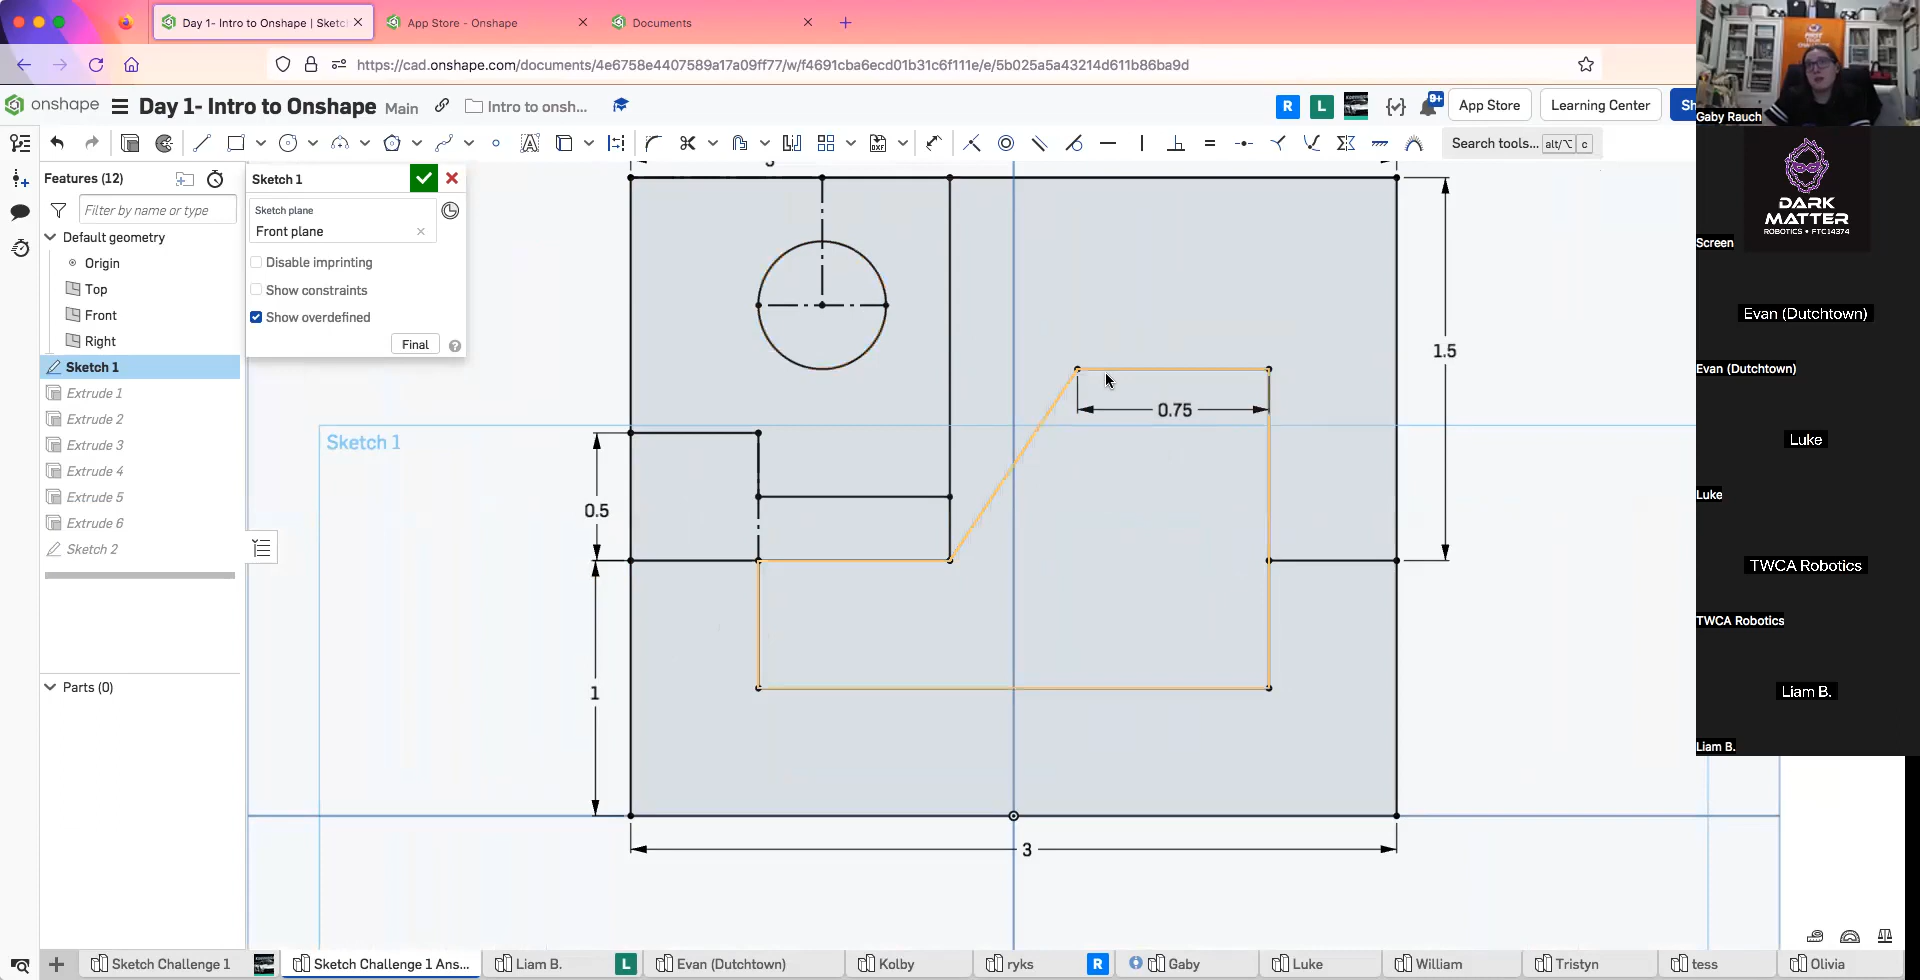 Day 1- Intro to Onshape | Sketc
App Store - Onshape
Documents
https://cad.onshape.com/documents/4e6758e4407589a17a09ff77/w/f4691cba6ecd01b31c6f111e/e/5b025a5a43214d611b86ba9d
onshape
Day 1- Intro to Onshape
Main
Intro to onsh...
R
L
9+
App Store
Learning Center
Sh
Search tools...
alt/⌥
c
Features (12)
Filter by name or type
Default geometry
Origin
Top
Front
Right
Sketch 1
Extrude 1
Extrude 2
Extrude 3
Extrude 4
Extrude 5
Extrude 6
Sketch 2
Parts (0)
Sketch 1
Sketch plane
Front plane
Disable imprinting
Show constraints
Show overdefined
Final
Sketch 1
1.5
0.75
0.5
1
3
Gaby Rauch
DARK
MATTER
ROBOTICS • FTC14374
Screen
Evan (Dutchtown)
Evan (Dutchtown)
Luke
Luke
TWCA Robotics
TWCA Robotics
Liam B.
Liam B.
Sketch Challenge 1
Sketch Challenge 1 Ans...
Liam B.
L
Evan (Dutchtown)
Kolby
ryks
R
Gaby
Luke
William
Tristyn
tess
Olivia